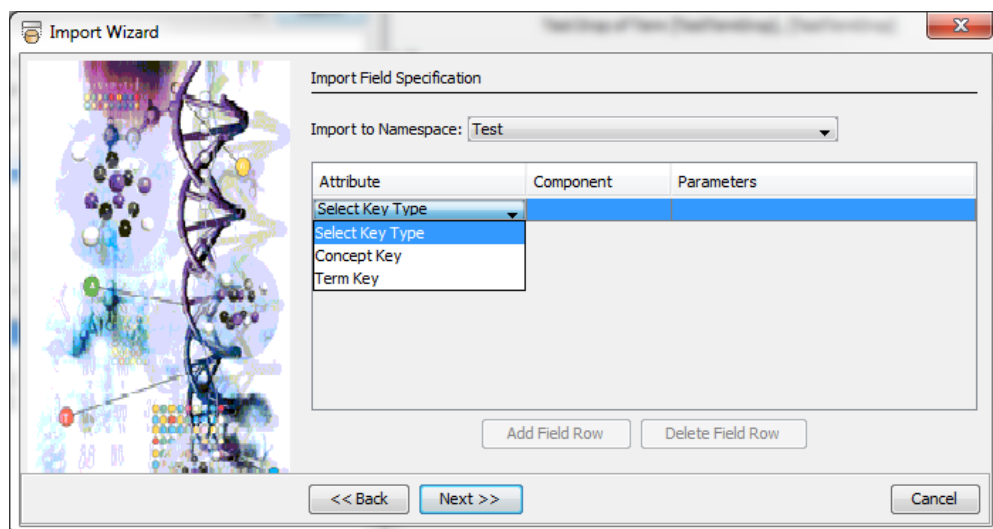 Import Wizard
Import Field Specification
Import to Namespace: Test
Attribute Component Parameters
Select Key Type
Select Key Type
Concept Key
Term Key
Add Field Row Delete Field Row
<< Back Next >> Cancel